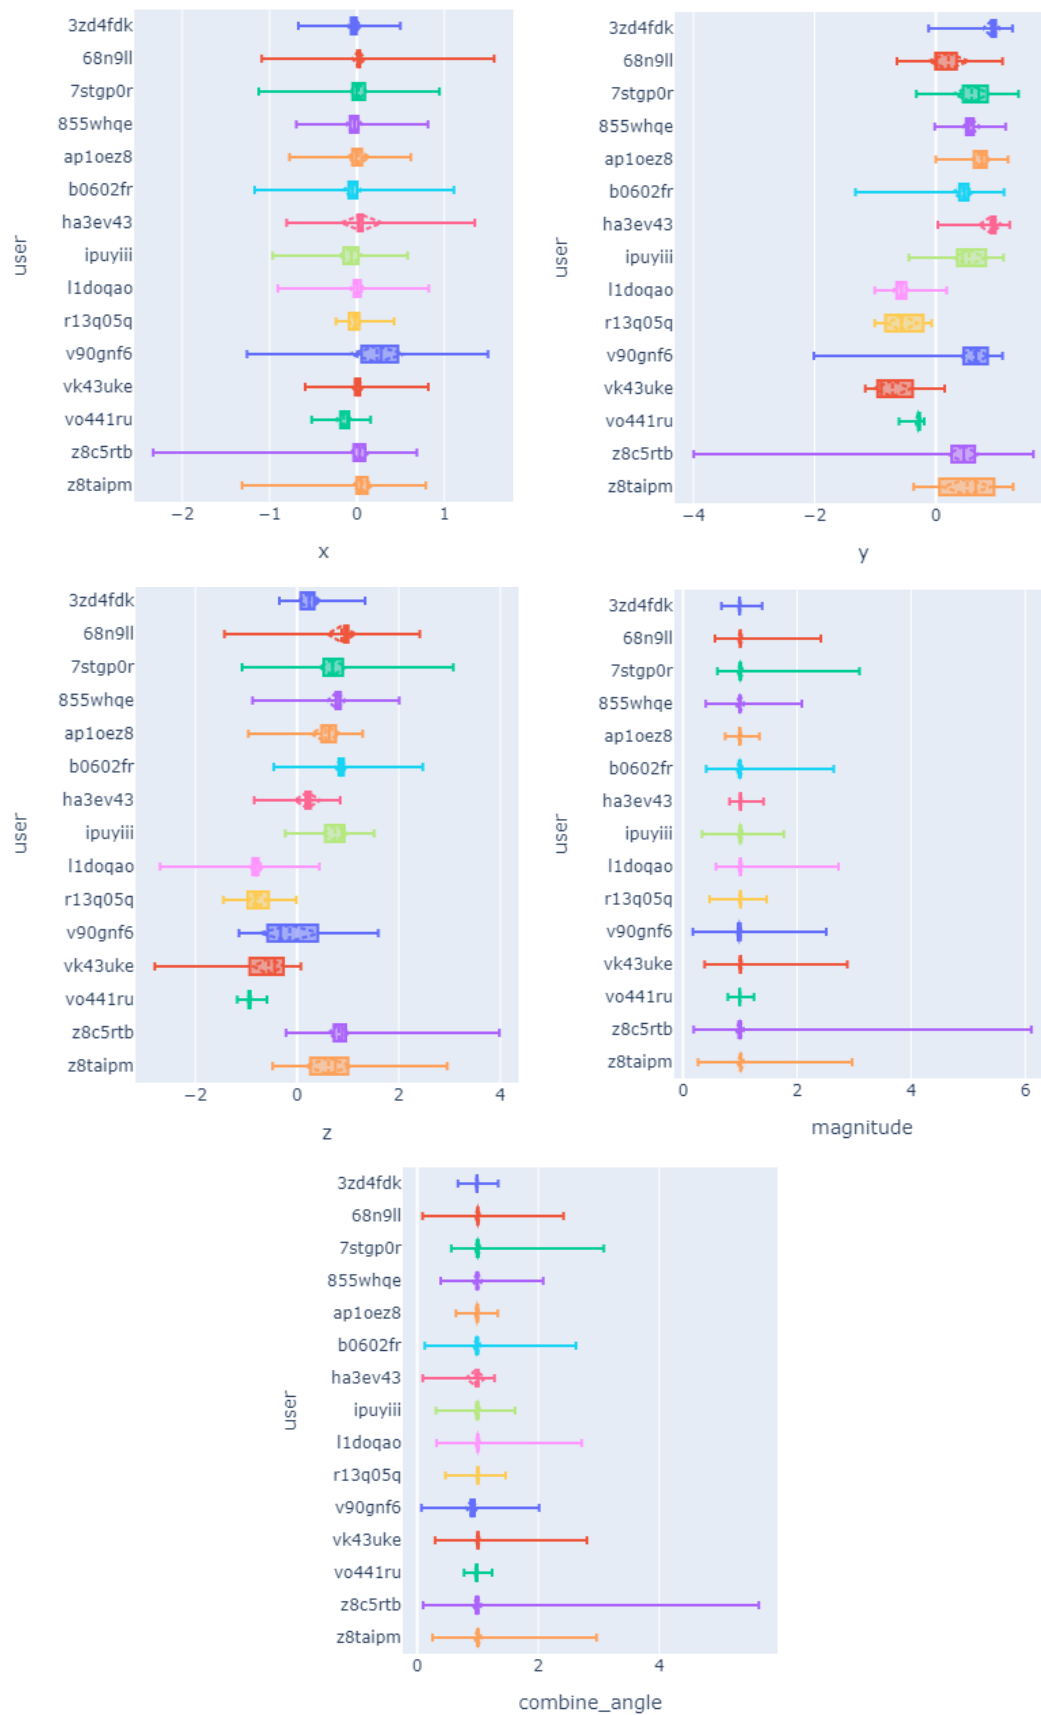 3zd4fdk
68n9ll
7stgp0r
855whqe
ap1oez8
b0602fr
ha3ev43
ipuyiii
l1doqao
r13q05q
v90gnf6
vk43uke
vo441ru
z8c5rtb
z8taipm
user
−2 −1 0 1
x
3zd4fdk
68n9ll
7stgp0r
855whqe
ap1oez8
b0602fr
ha3ev43
ipuyiii
l1doqao
r13q05q
v90gnf6
vk43uke
vo441ru
z8c5rtb
z8taipm
user
−4 −2 0
y
3zd4fdk
68n9ll
7stgp0r
855whqe
ap1oez8
b0602fr
ha3ev43
ipuyiii
l1doqao
r13q05q
v90gnf6
vk43uke
vo441ru
z8c5rtb
z8taipm
user
−2 0 2 4
z
3zd4fdk
68n9ll
7stgp0r
855whqe
ap1oez8
b0602fr
ha3ev43
ipuyiii
l1doqao
r13q05q
v90gnf6
vk43uke
vo441ru
z8c5rtb
z8taipm
user
0 2 4 6
magnitude
3zd4fdk
68n9ll
7stgp0r
855whqe
ap1oez8
b0602fr
ha3ev43
ipuyiii
l1doqao
r13q05q
v90gnf6
vk43uke
vo441ru
z8c5rtb
z8taipm
user
0 2 4
combine_angle